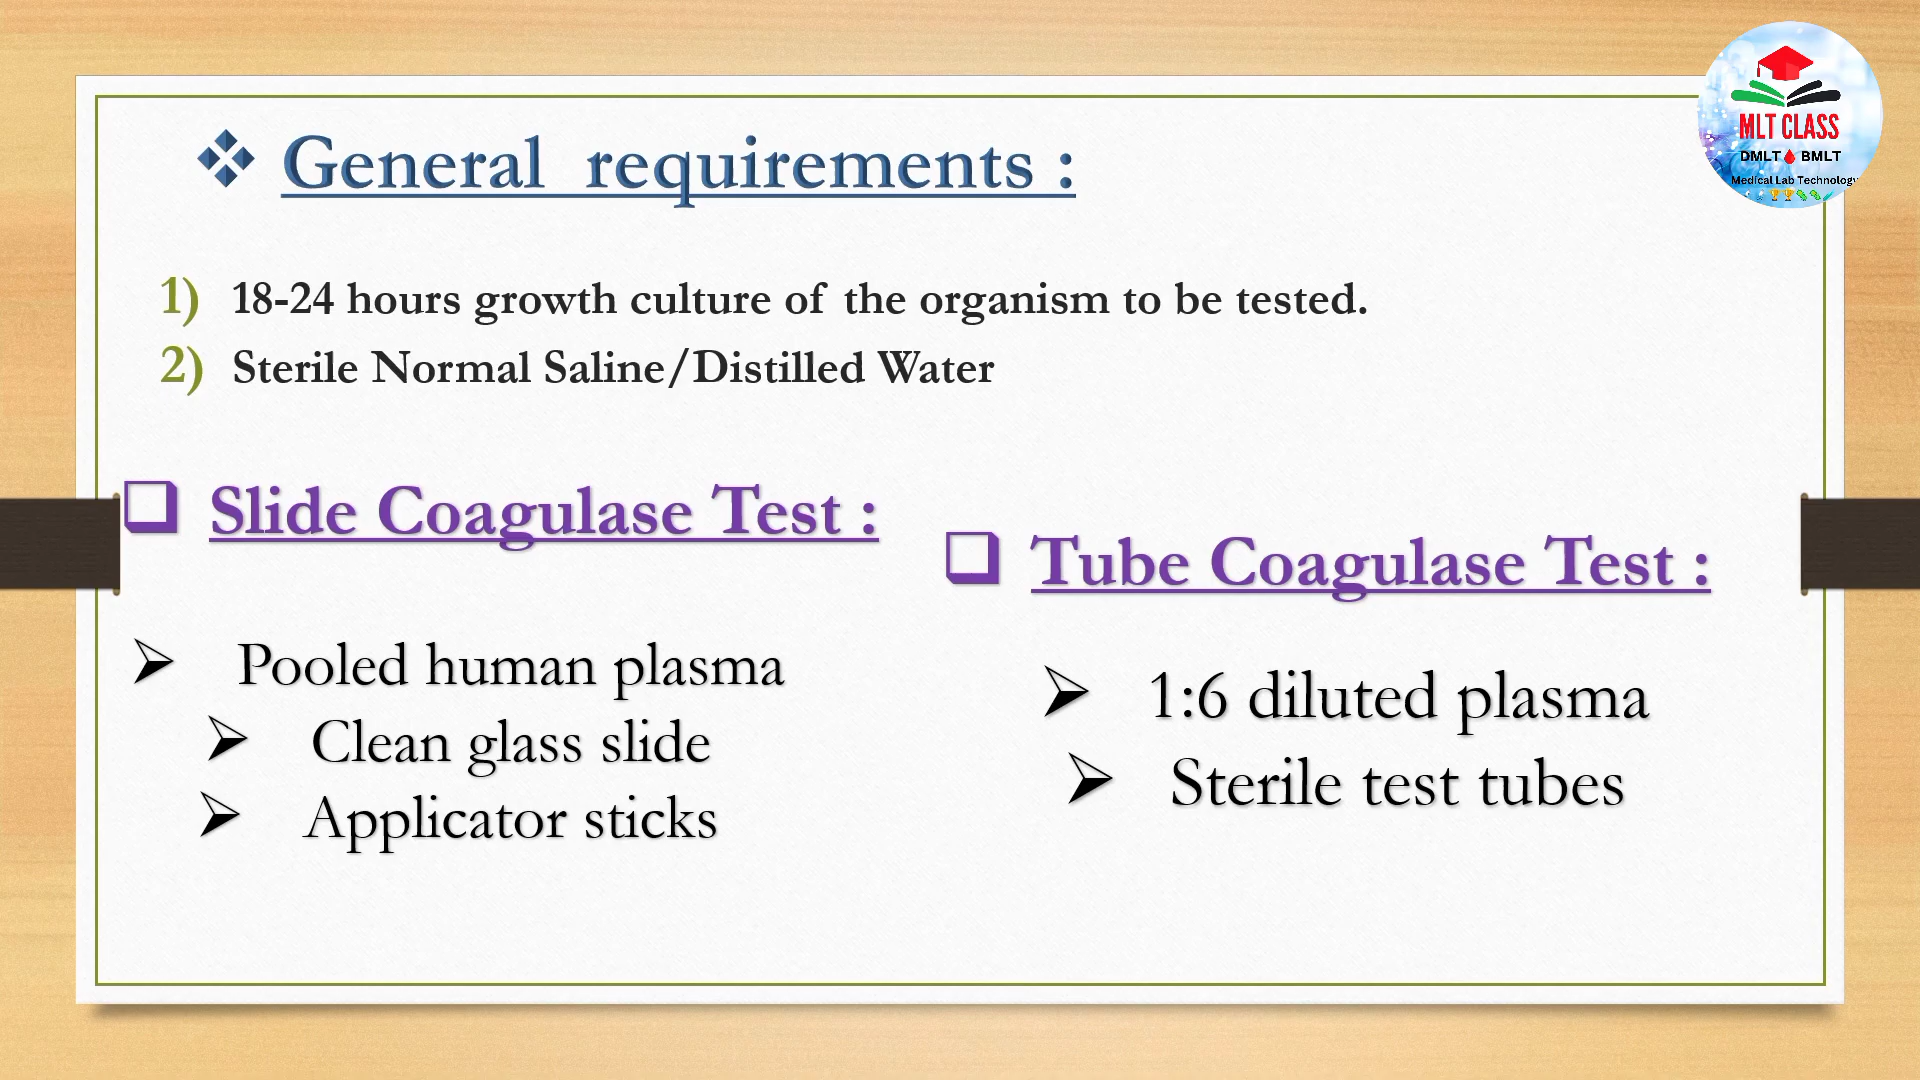 ❖ General requirements :
MLT CLASS
DMLT BMLT
Medical Lab Technology
1) 18-24 hours growth culture of the organism to be tested.
2) Sterile Normal Saline/Distilled Water
❑ Slide Coagulase Test :
➢ Pooled human plasma
➢ Clean glass slide
➢ Applicator sticks
❑ Tube Coagulase Test :
➢ 1:6 diluted plasma
➢ Sterile test tubes